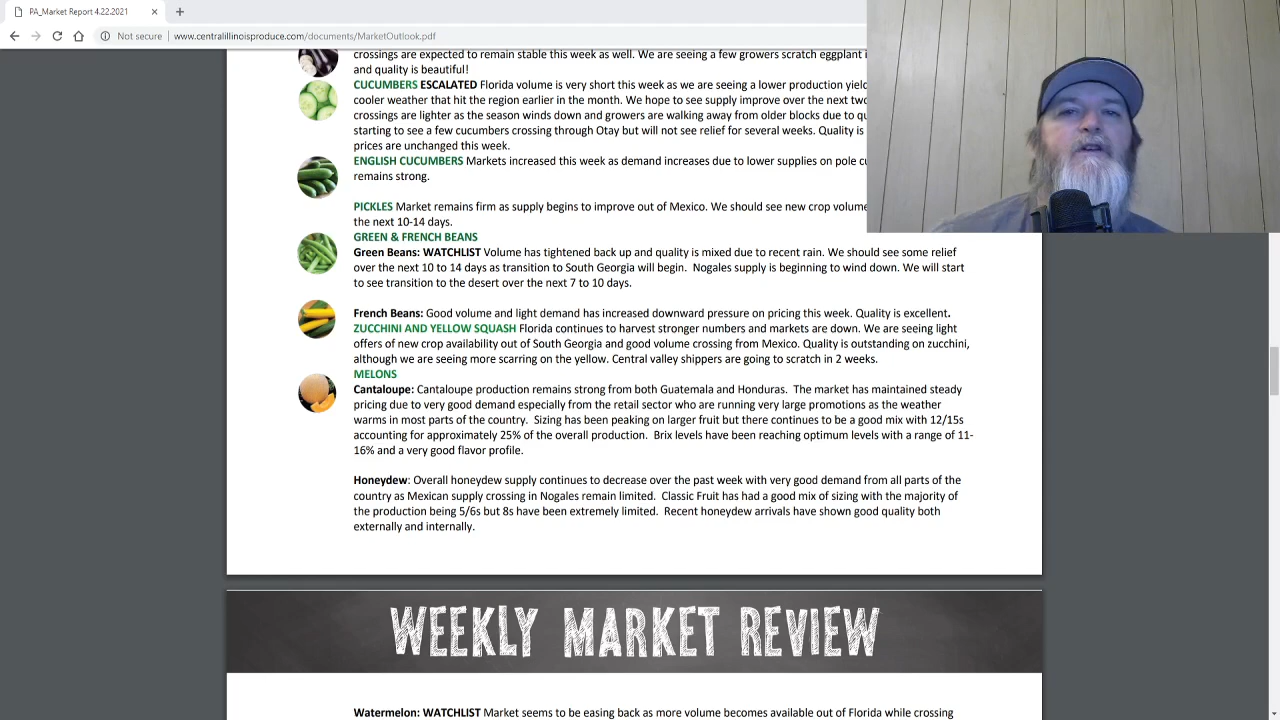 PA_Market Report 4.22.2021
Not secure | www.centralillinoisproduce.com/documents/MarketOutlook.pdf
crossings are expected to remain stable this week as well. We are seeing a few growers scratch eggplant
and quality is beautiful!
CUCUMBERS ESCALATED Florida volume is very short this week as we are seeing a lower production
cooler weather that hit the region earlier in the month. We hope to see supply improve over the next
crossings are lighter as the season winds down and growers are walking away from older blocks due to
starting to see a few cucumbers crossing through Otay but will not see relief for several weeks. Quality is
prices are unchanged this week.
ENGLISH CUCUMBERS Markets increased this week as demand increases due to lower supplies on pole
remains strong.
PICKLES Market remains firm as supply begins to improve out of Mexico. We should see new crop
the next 10-14 days.
GREEN & FRENCH BEANS
Green Beans: WATCHLIST Volume has tightened back up and quality is mixed due to recent rain. We should see some relief
over the next 10 to 14 days as transition to South Georgia will begin. Nogales supply is beginning to wind down. We will start
to see transition to the desert over the next 7 to 10 days.
French Beans: Good volume and light demand has increased downward pressure on pricing this week. Quality is excellent.
ZUCCHINI AND YELLOW SQUASH Florida continues to harvest stronger numbers and markets are down. We are seeing light
offers of new crop availability out of South Georgia and good volume crossing from Mexico. Quality is outstanding on zucchini,
although we are seeing more scarring on the yellow. Central valley shippers are going to scratch in 2 weeks.
MELONS
Cantaloupe: Cantaloupe production remains strong from both Guatemala and Honduras. The market has maintained steady
pricing due to very good demand especially from the retail sector who are running very large promotions as the weather
warms in most parts of the country. Sizing has been peaking on larger fruit but there continues to be a good mix with 12/15s
accounting for approximately 25% of the overall production. Brix levels have been reaching optimum levels with a range of 11-
16% and a very good flavor profile.
Honeydew: Overall honeydew supply continues to decrease over the past week with very good demand from all parts of the
country as Mexican supply crossing in Nogales remain limited. Classic Fruit has had a good mix of sizing with the majority of
the production being 5/6s but 8s have been extremely limited. Recent honeydew arrivals have shown good quality both
externally and internally.
WEEKLY MARKET REVIEW
Watermelon: WATCHLIST Market seems to be easing back as more volume becomes available out of Florida while crossing